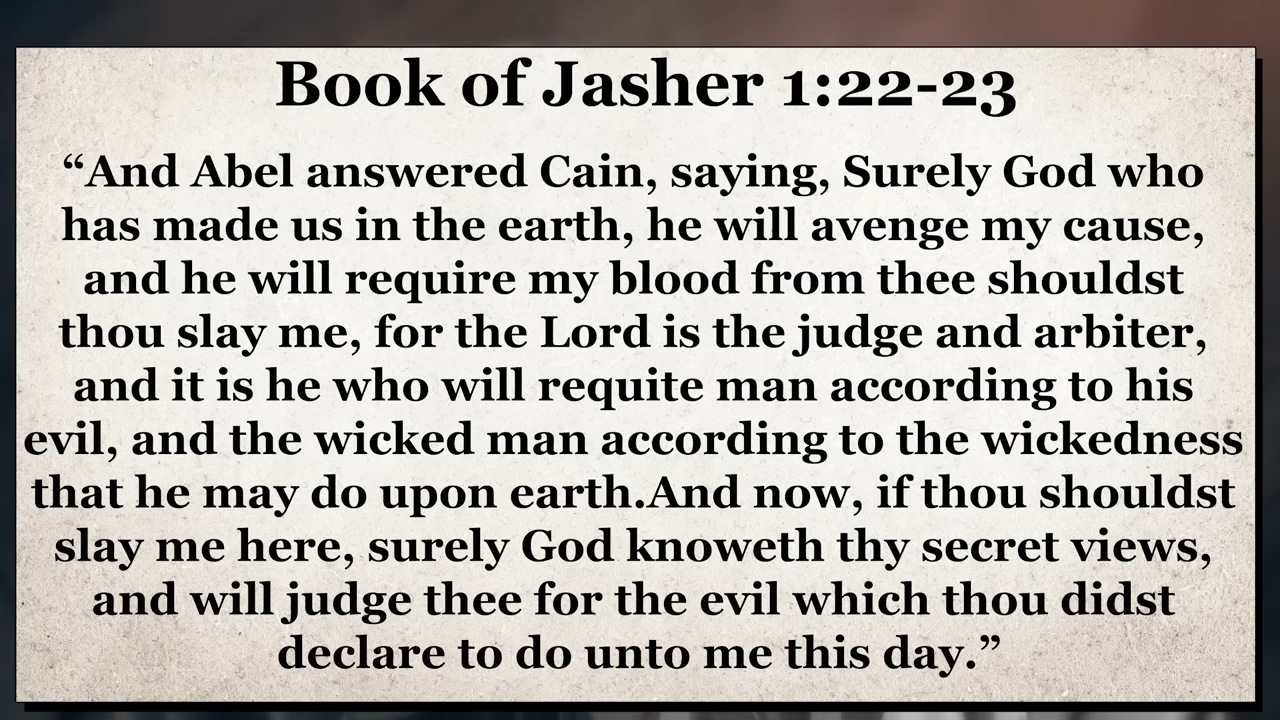 Book of Jasher 1:22-23
“And Abel answered Cain, saying, Surely God who
has made us in the earth, he will avenge my cause,
and he will require my blood from thee shouldst
thou slay me, for the Lord is the judge and arbiter,
and it is he who will requite man according to his
evil, and the wicked man according to the wickedness
that he may do upon earth.And now, if thou shouldst
slay me here, surely God knoweth thy secret views,
and will judge thee for the evil which thou didst
declare to do unto me this day.”